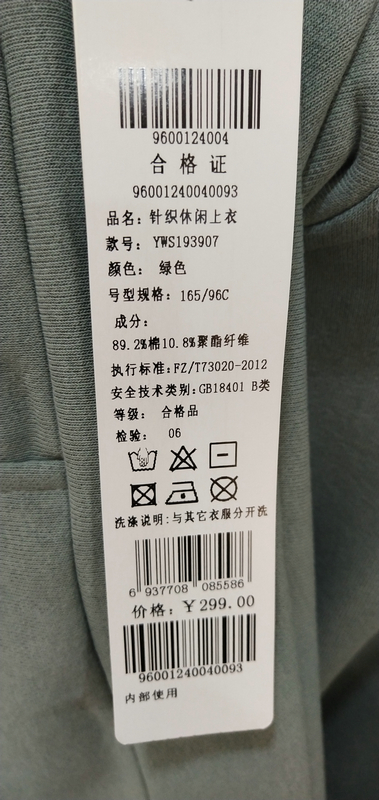 9600124004
合格证
96001240040093
品名: 针织休闲上衣
款号: YWS193907
颜色: 绿色
号型规格: 165/96C
成分:
89.2%棉10.8%聚酯纤维
执行标准:FZ/T73020-2012
安全技术类别:GB18401 B类
等级: 合格品
检验: 06
洗涤说明:与其它衣服分开洗
6 937708 085586
价格:￥299.00
96001240040093
内部使用